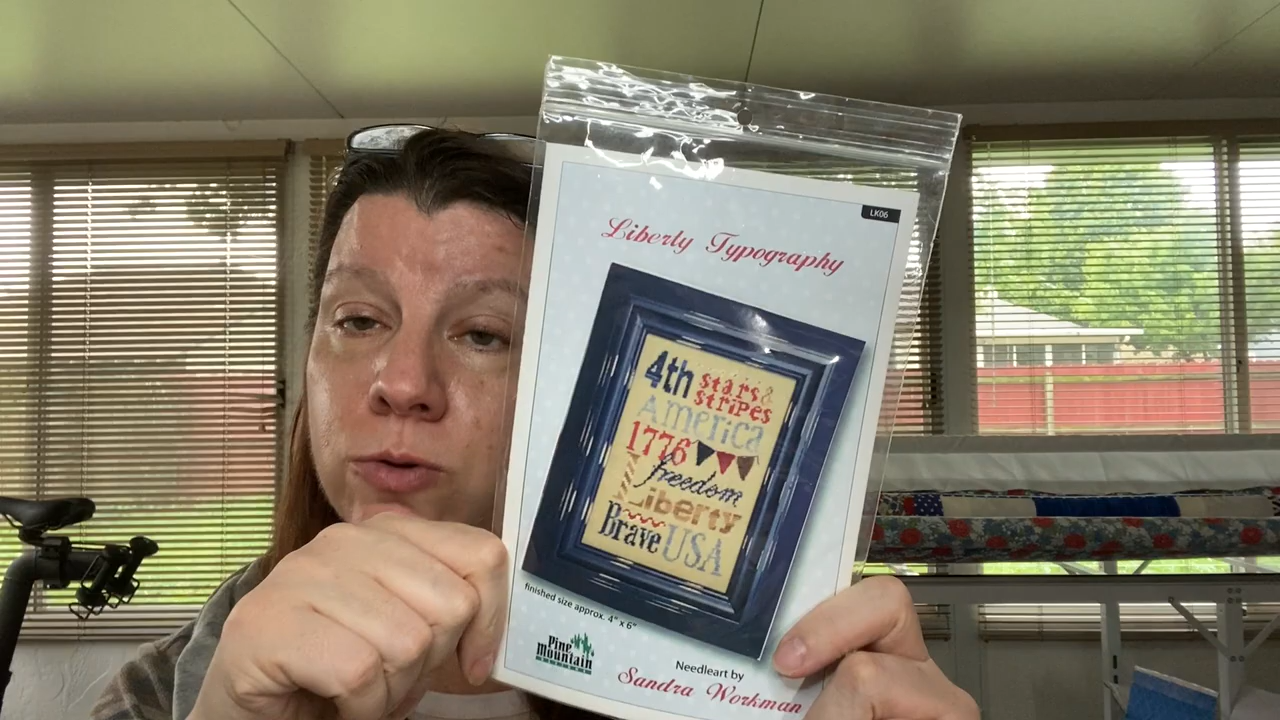 LK06
Liberty Typography
4th stars &
stripes
America
1776
freedom
Liberty
Brave USA
finished size approx. 4" x 6"
Pine
mountain
Needleart by
Sandra Workman